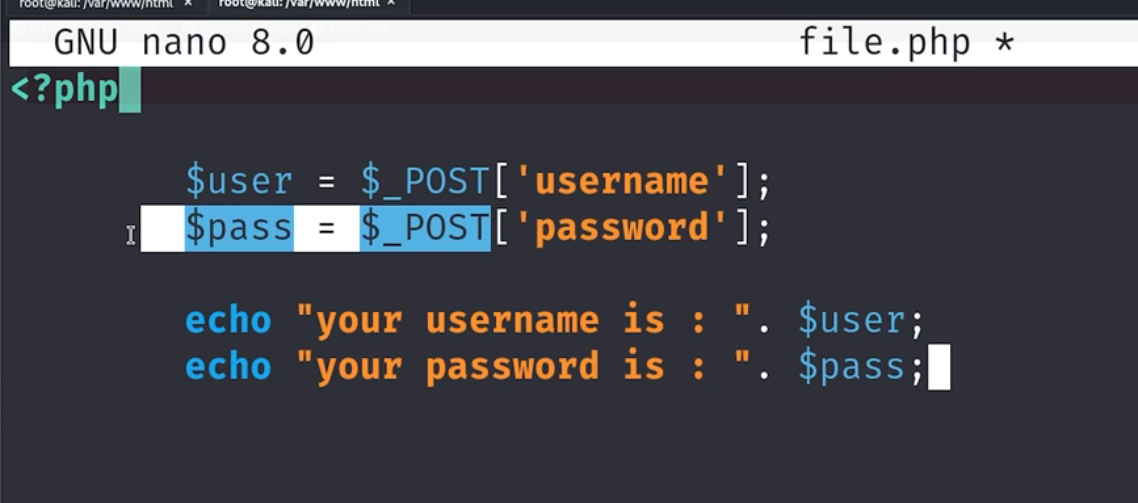 root@kali: /var/www/html × root@kali: /var/www/html ×
GNU nano 8.0 file.php *
<?php
$user = $_POST['username'];
$pass = $_POST['password'];
echo "your username is : ". $user;
echo "your password is : ". $pass;